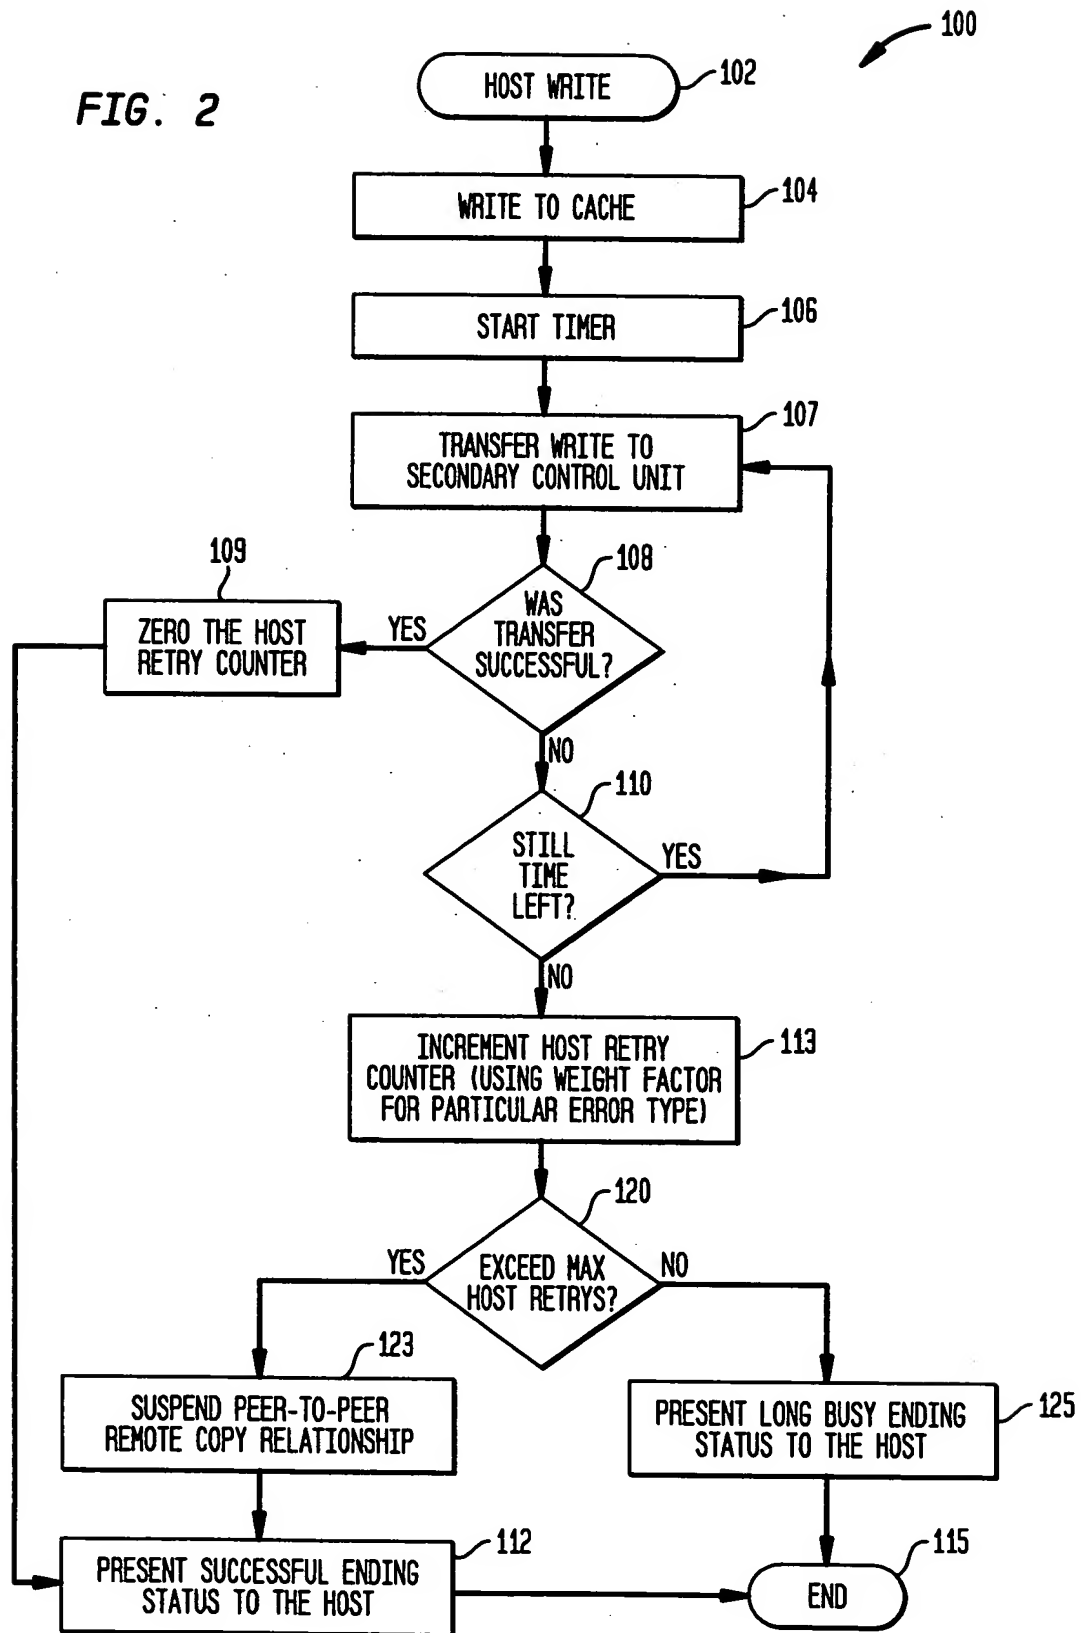 100
FIG. 2
HOST WRITE
102
WRITE TO CACHE
104
START TIMER
106
TRANSFER WRITE TO
SECONDARY CONTROL UNIT
107
109
108
ZERO THE HOST
RETRY COUNTER
YES
WAS
TRANSFER
SUCCESSFUL?
NO
110
STILL
TIME
LEFT?
YES
NO
INCREMENT HOST RETRY
COUNTER (USING WEIGHT FACTOR
FOR PARTICULAR ERROR TYPE)
113
120
YES
EXCEED MAX
HOST RETRYS?
NO
123
SUSPEND PEER-TO-PEER
REMOTE COPY RELATIONSHIP
PRESENT LONG BUSY ENDING
STATUS TO THE HOST
125
112
PRESENT SUCCESSFUL ENDING
STATUS TO THE HOST
115
END